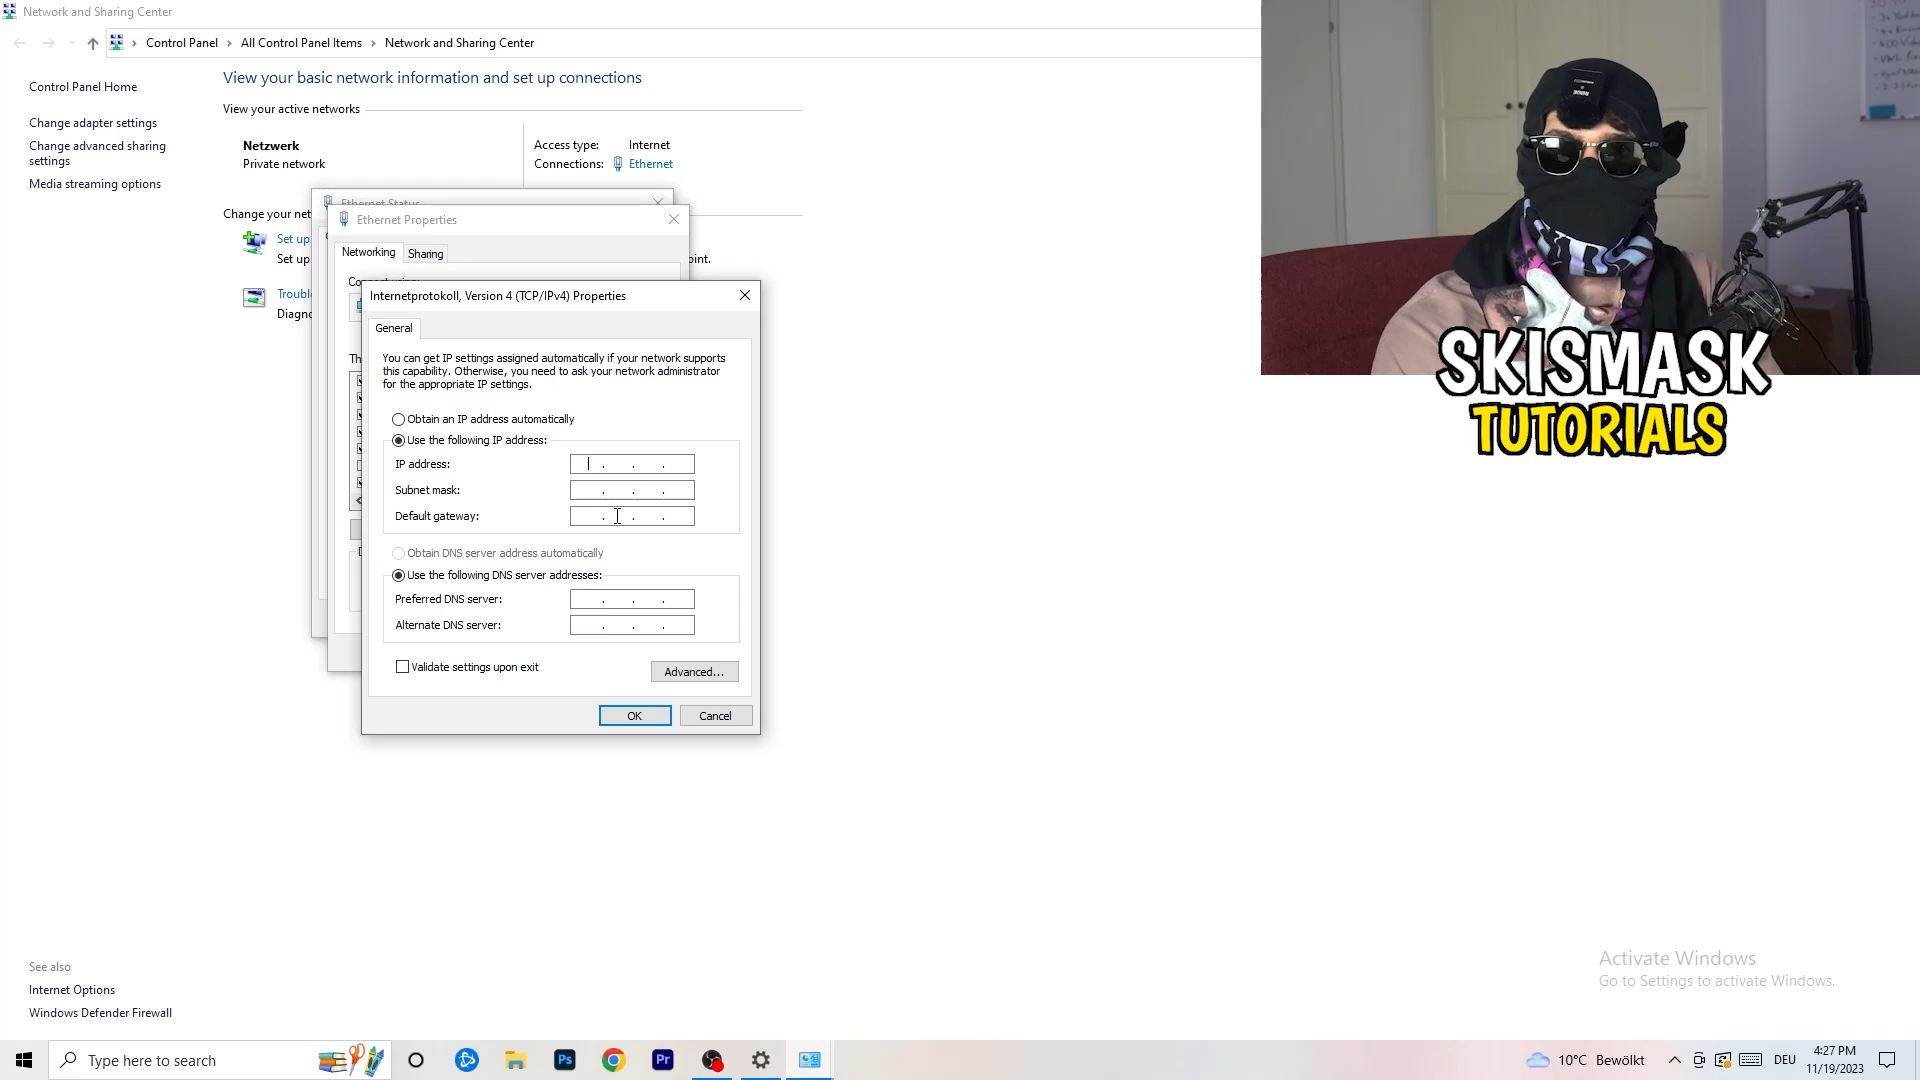 Network and Sharing Center
Control Panel › All Control Panel Items › Network and Sharing Center
Control Panel Home
Change adapter settings
Change advanced sharing
settings
Media streaming options
View your basic network information and set up connections
View your active networks
Netzwerk
Private network
Access type: Internet
Connections: Ethernet
Change your net
Set up
Set up
oint.
Troubl
Diagno
Ethernet Status
Ethernet Properties
Networking
Sharing
Internetprotokoll, Version 4 (TCP/IPv4) Properties
General
You can get IP settings assigned automatically if your network supports
this capability. Otherwise, you need to ask your network administrator
for the appropriate IP settings.
Obtain an IP address automatically
Use the following IP address:
IP address:
Subnet mask:
Default gateway:
Obtain DNS server address automatically
Use the following DNS server addresses:
Preferred DNS server:
Alternate DNS server:
Validate settings upon exit
Advanced...
OK
Cancel
RØDE
SKISMASK
TUTORIALS
See also
Internet Options
Windows Defender Firewall
Activate Windows
Go to Settings to activate Windows.
Type here to search
Ps
Pr
10°C Bewölkt
DEU
4:27 PM
11/19/2023